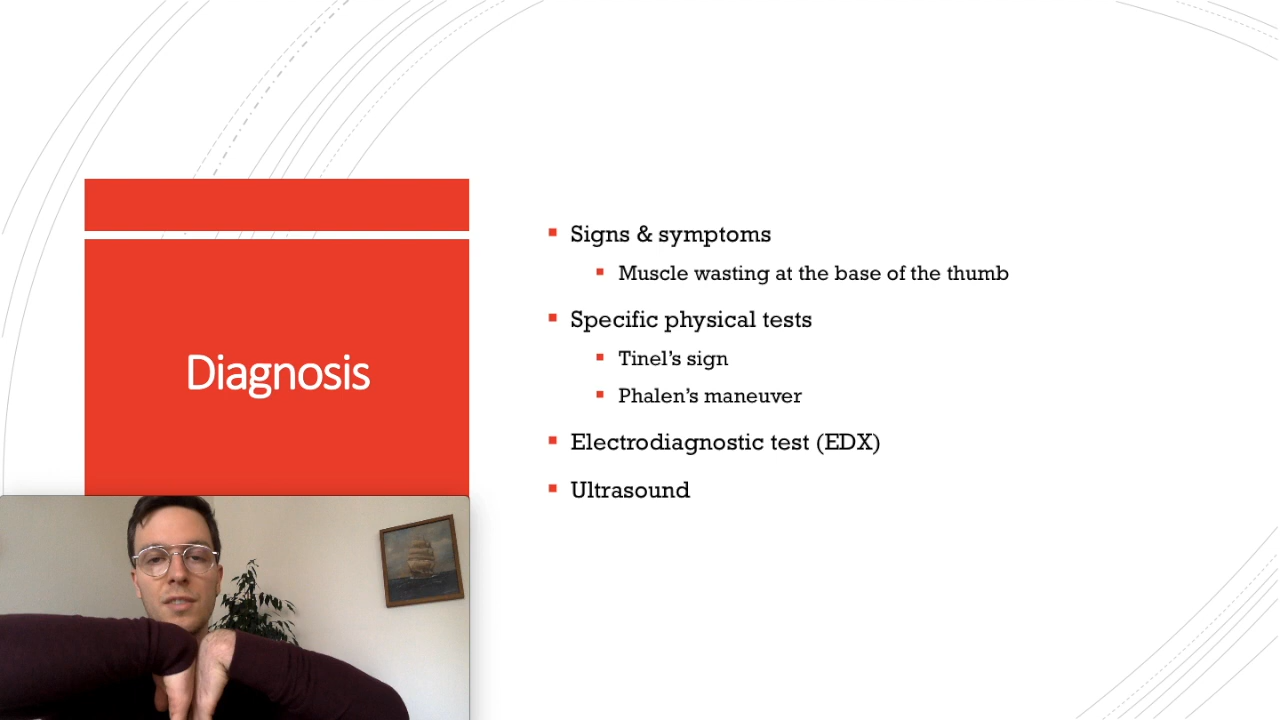 Diagnosis
Signs & symptoms
Muscle wasting at the base of the thumb
Specific physical tests
Tinel’s sign
Phalen’s maneuver
Electrodiagnostic test (EDX)
Ultrasound